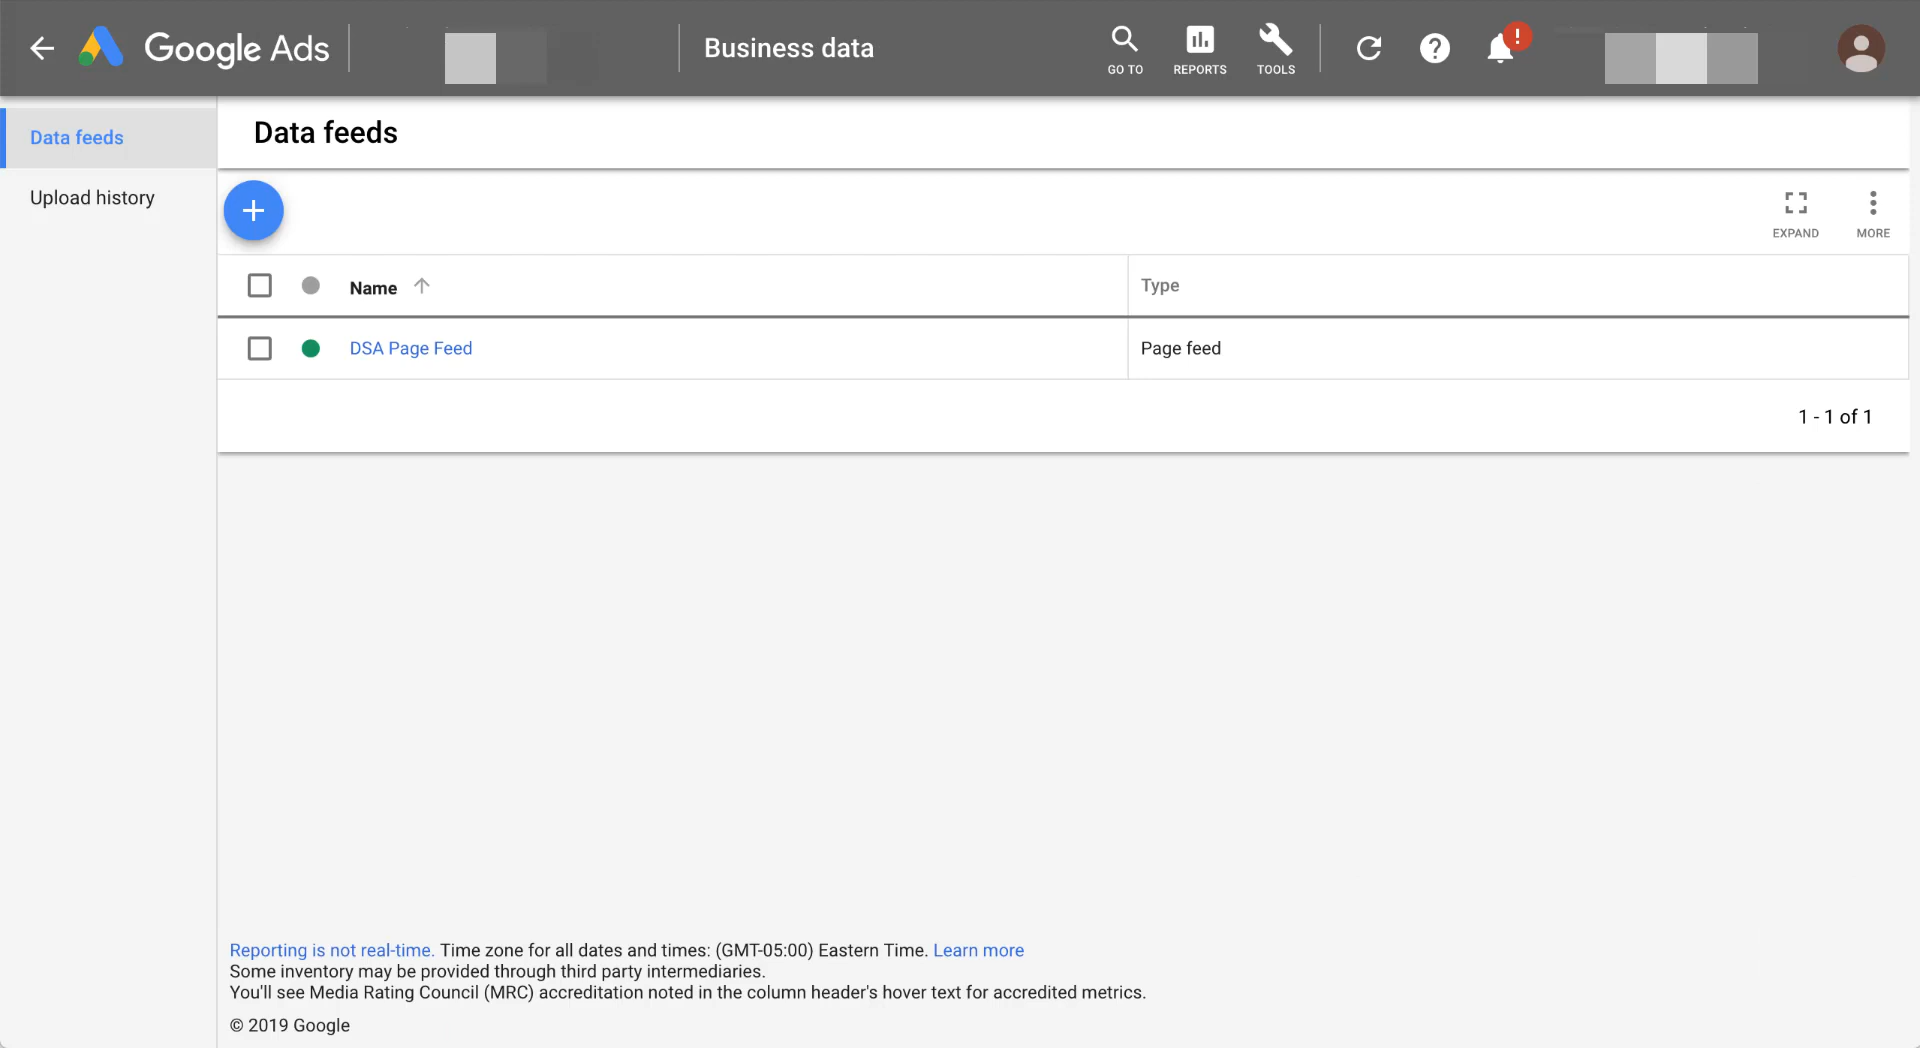 Google Ads
Business data
GO TO
REPORTS
TOOLS
!
Data feeds
Upload history
Data feeds
EXPAND
MORE
Name
Type
DSA Page Feed
Page feed
1 - 1 of 1
Reporting is not real-time. Time zone for all dates and times: (GMT-05:00) Eastern Time. Learn more
Some inventory may be provided through third party intermediaries.
You'll see Media Rating Council (MRC) accreditation noted in the column header's hover text for accredited metrics.
© 2019 Google